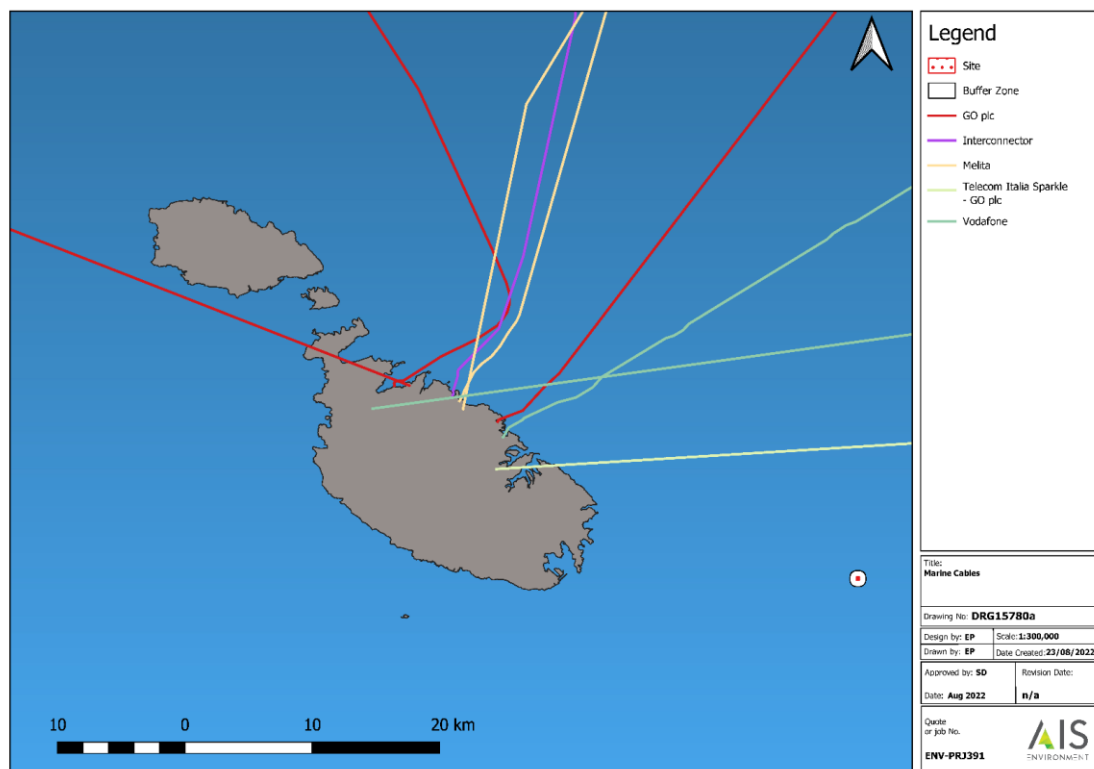 Legend
Site
Buffer Zone
GO plc
Interconnector
Melita
Telecom Italia Sparkle
- GO plc
Vodafone
10 0 10 20 km
Title:
Marine Cables
Drawing No: DRG15780a
Design by: EP Scale: 1:300,000
Drawn by: EP Date Created: 23/08/2022
Approved by: SD Revision Date:
Date: Aug 2022 n/a
Quote
or job No.
ENV-PRJ391
AIS
ENVIRONMENT